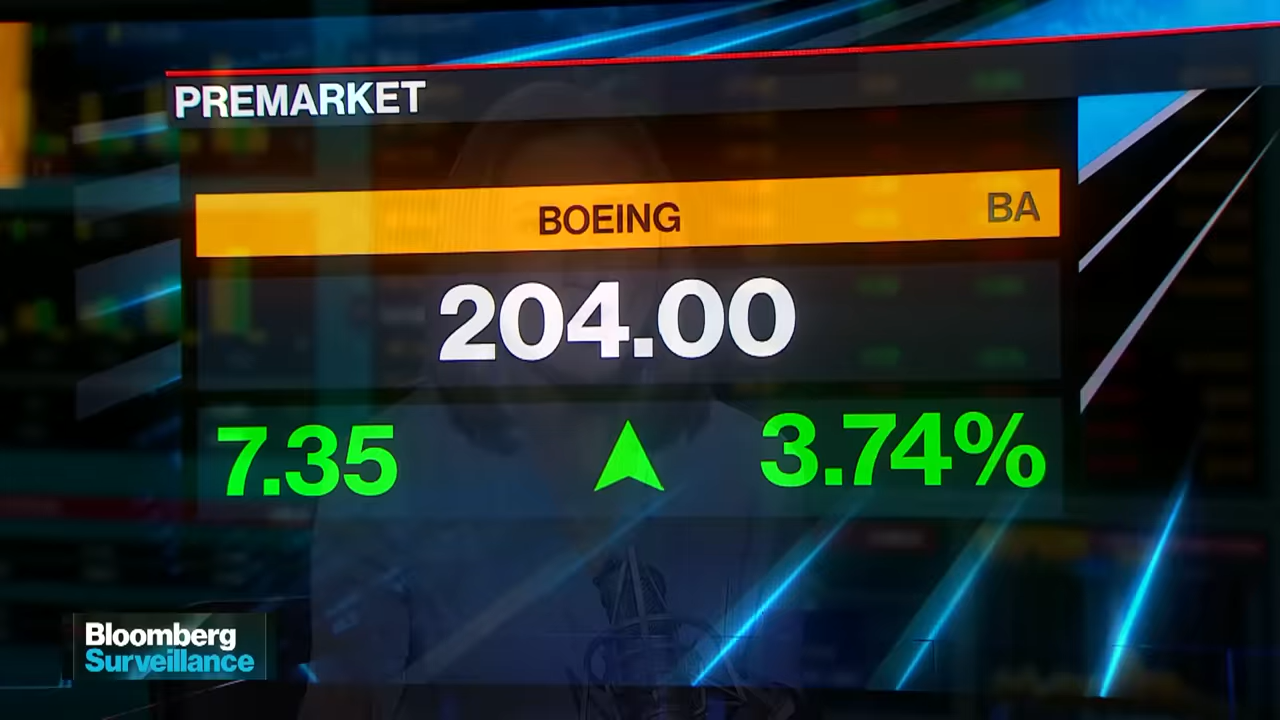 PREMARKET
BOEING BA
204.00
7.35 ▲ 3.74%
Bloomberg
Surveillance